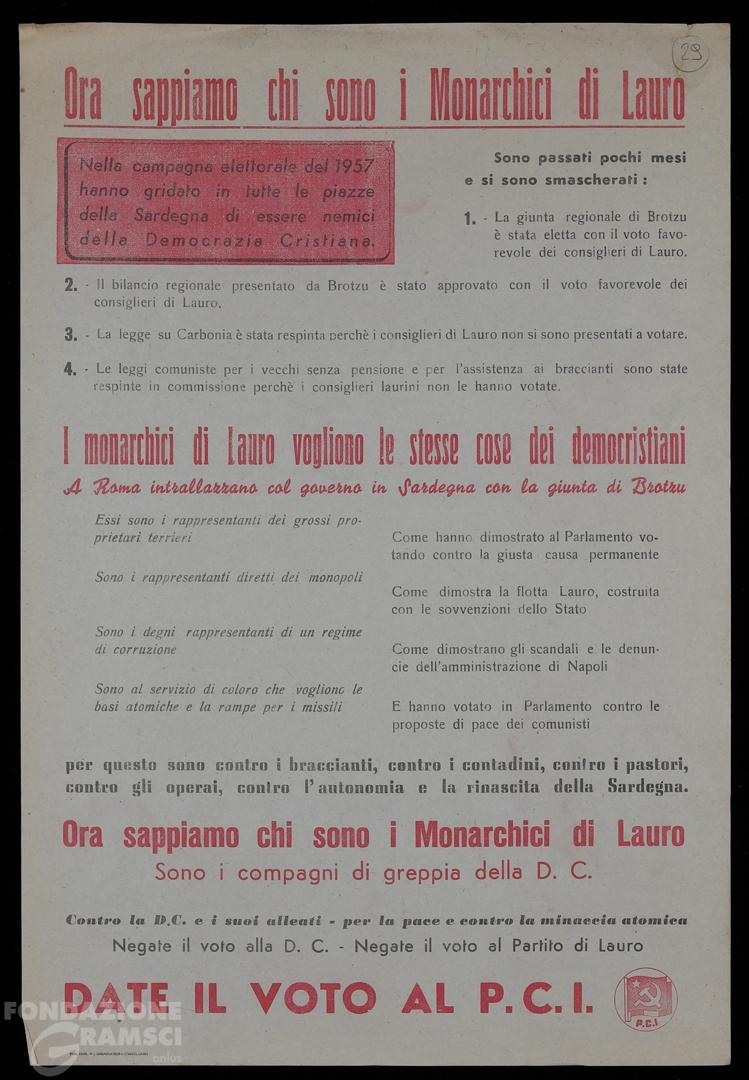 29
Ora sappiamo chi sono i Monarchici di Lauro
Nella campagna elettorale del 1957
hanno gridato in tutte le piazze
della Sardegna di essere nemici
della Democrazia Cristiana.
Sono passati pochi mesi
e si sono smascherati :
1. - La giunta regionale di Brotzu
è stata eletta con il voto favo-
revole dei consiglieri di Lauro.
2. - Il bilancio regionale presentato da Brotzu è stato approvato con il voto favorevole dei
consiglieri di Lauro.
3. - La legge su Carbonia è stata respinta perchè i consiglieri di Lauro non si sono presentati a votare.
4. - Le leggi comuniste per i vecchi senza pensione e per l'assistenza ai braccianti sono state
respinte in commissione perchè i consiglieri laurini non le hanno votate.
I monarchici di Lauro vogliono le stesse cose dei democristiani
A Roma intrallazzano col governo in Sardegna con la giunta di Brotzu
Essi sono i rappresentanti dei grossi pro-
prietari terrieri
Come hanno dimostrato al Parlamento vo-
tando contro la giusta causa permanente
Sono i rappresentanti diretti dei monopoli
Come dimostra la flotta Lauro, costruita
con le sovvenzioni dello Stato
Sono i degni rappresentanti di un regime
di corruzione
Come dimostrano gli scandali e le denun-
cie dell'amministrazione di Napoli
Sono al servizio di coloro che vogliono le
basi atomiche e la rampe per i missili
E hanno votato in Parlamento contro le
proposte di pace dei comunisti
per questo sono contro i braccianti, contro i contadini, contro i pastori,
contro gli operai, contro l'autonomia e la rinascita della Sardegna.
Ora sappiamo chi sono i Monarchici di Lauro
Sono i compagni di greppia della D. C.
Contro la D.C. e i suoi alleati - per la pace e contro la minaccia atomica
Negate il voto alla D. C. - Negate il voto al Partito di Lauro
DATE IL VOTO AL P.C.I.
P.C.I
FONDAZIONE
GRAMSCI
onlus